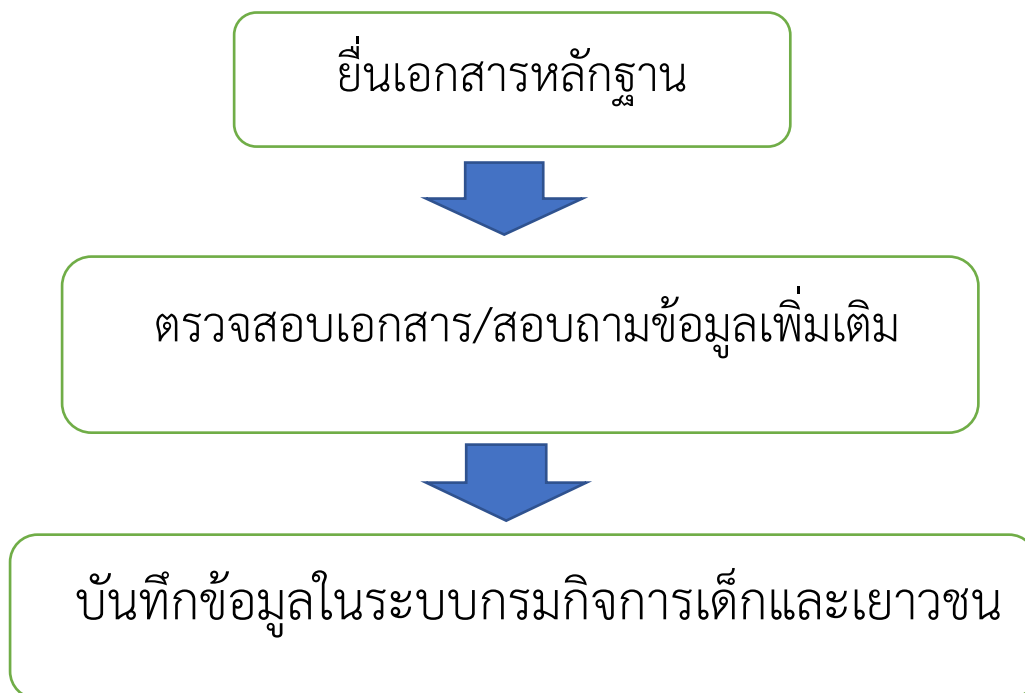 ยื่นเอกสารหลักฐาน
ตรวจสอบเอกสาร/สอบถามข้อมูลเพิ่มเติม
บันทึกข้อมูลในระบบกรมกิจการเด็กและเยาวชน